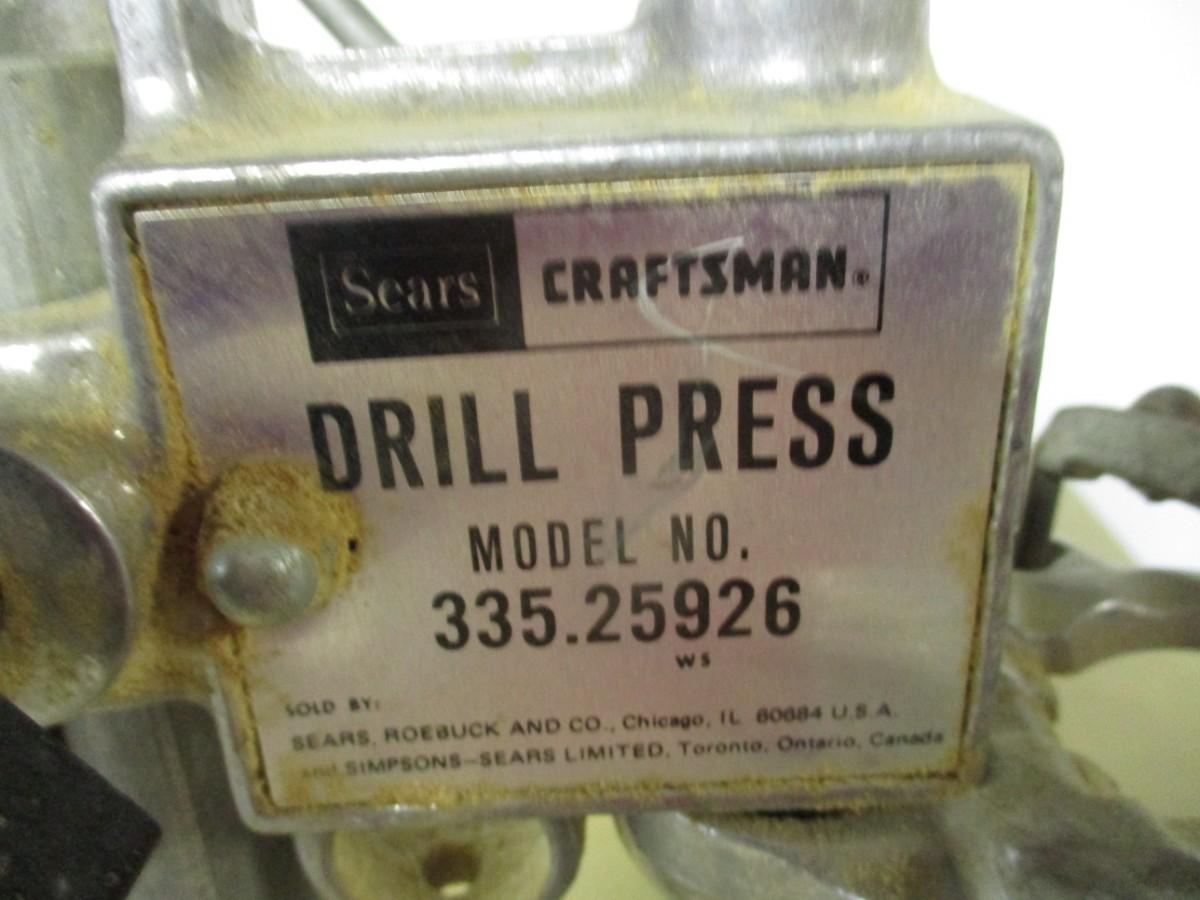 Sears CRAFTSMAN®
DRILL PRESS
MODEL NO.
335.25926
WS
SOLD BY:
SEARS, ROEBUCK AND CO., Chicago, IL 60684 U.S.A.
and SIMPSONS-SEARS LIMITED, Toronto, Ontario, Canada